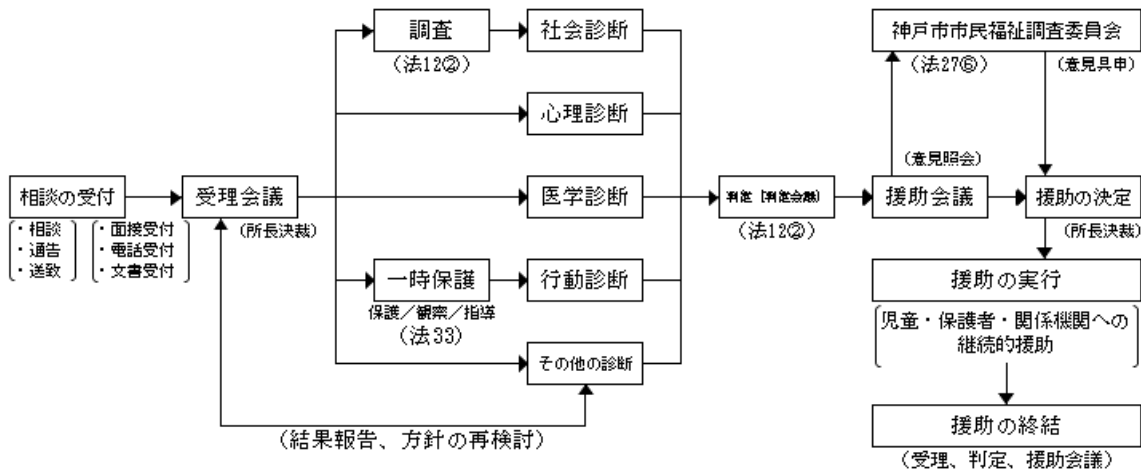 調査
社会診断
神戸市市民福祉調査委員会
(法12②)
(法27⑥)
(意見具申)
心理診断
(意見照会)
相談の受付
受理会議
医学診断
判定(判定会議)
援助会議
援助の決定
・相談
・通告
・送致
・面接受付
・電話受付
・文書受付
(所長決裁)
(法12②)
(所長決裁)
一時保護
行動診断
援助の実行
保護/観察/指導
(法33)
児童・保護者・関係機関への
継続的援助
その他の診断
援助の終結
(結果報告、方針の再検討)
(受理、判定、援助会議)